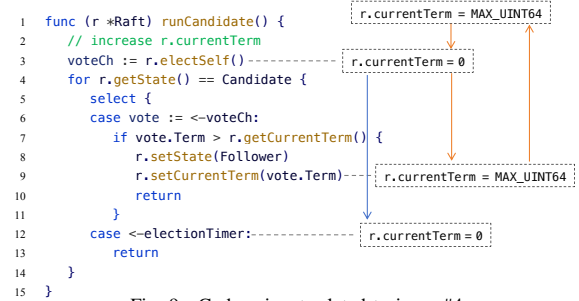 r.currentTerm = MAX_UINT64
1 func (r *Raft) runCandidate() {
2 // increase r.currentTerm
3 voteCh := r.electSelf()
r.currentTerm = 0
4 for r.getState() == Candidate {
5 select {
6 case vote := <-voteCh:
7 if vote.Term > r.getCurrentTerm() {
8 r.setState(Follower)
9 r.setCurrentTerm(vote.Term)
r.currentTerm = MAX_UINT64
10 return
11 }
12 case <-electionTimer:
r.currentTerm = 0
13 return
14 }
15 }